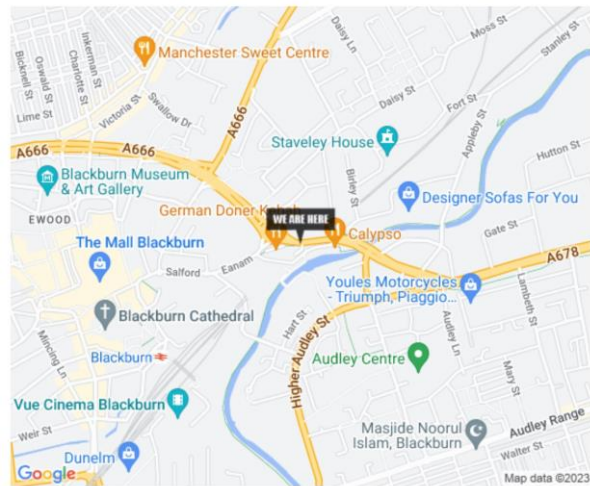 Moss St
Stanley St
Daisy Ln
Inkerman St
Bicknell St
Oswald St
Charlotte St
Manchester Sweet Centre
Daisy St
Fort St
Lime St
Victoria St
Swallow Dr
A666
Appleby St
Staveley House
A666
A666
Hutton St
Blackburn Museum
& Art Gallery
Birley St
Designer Sofas For You
EWOOD
German Doner
WE ARE HERE
Calypso
Gate St
The Mall Blackburn
Eanam
A678
Salford
Youles Motorcycles
- Triumph, Piaggio...
Lambeth St
Blackburn Cathedral
Hart St
Higher Audley St
Audley Ln
Mincing Ln
Blackburn
Audley Centre
Mary St
Vue Cinema Blackburn
Weir St
Masjide Noorul
Islam, Blackburn
Audley Range
Walter St
Dunelm
Google
Map data ©2023